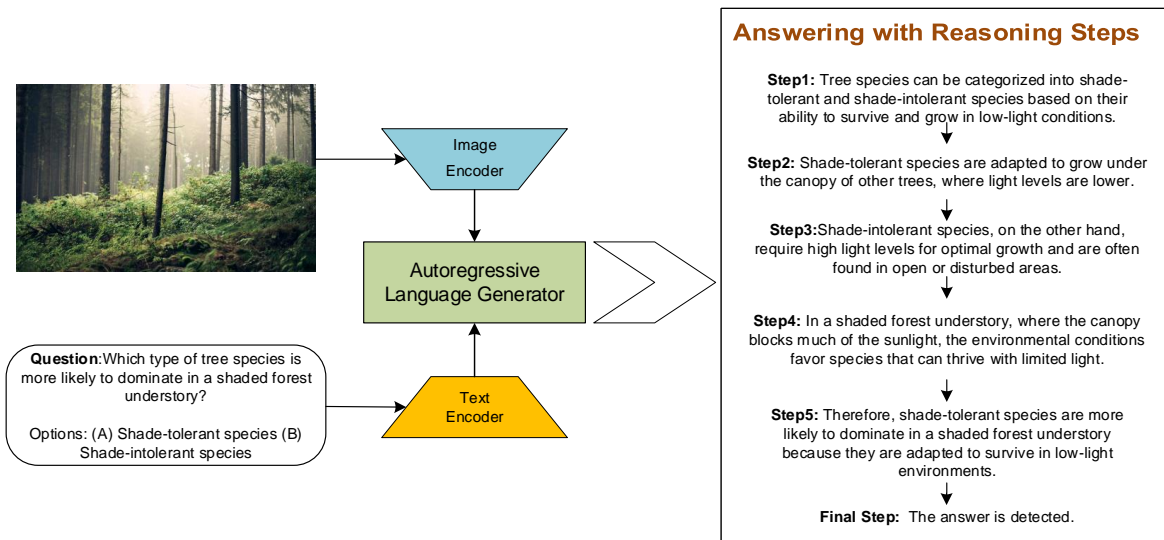 Answering with Reasoning Steps
Step1: Tree species can be categorized into shade-
tolerant and shade-intolerant species based on their
ability to survive and grow in low-light conditions.
Step2: Shade-tolerant species are adapted to grow under
the canopy of other trees, where light levels are lower.
Step3:Shade-intolerant species, on the other hand,
require high light levels for optimal growth and are often
found in open or disturbed areas.
Step4: In a shaded forest understory, where the canopy
blocks much of the sunlight, the environmental conditions
favor species that can thrive with limited light.
Step5: Therefore, shade-tolerant species are more
likely to dominate in a shaded forest understory
because they are adapted to survive in low-light
environments.
Final Step: The answer is detected.
Image
Encoder
Autoregressive
Language Generator
Text
Encoder
Question:Which type of tree species is
more likely to dominate in a shaded forest
understory?
Options: (A) Shade-tolerant species (B)
Shade-intolerant species